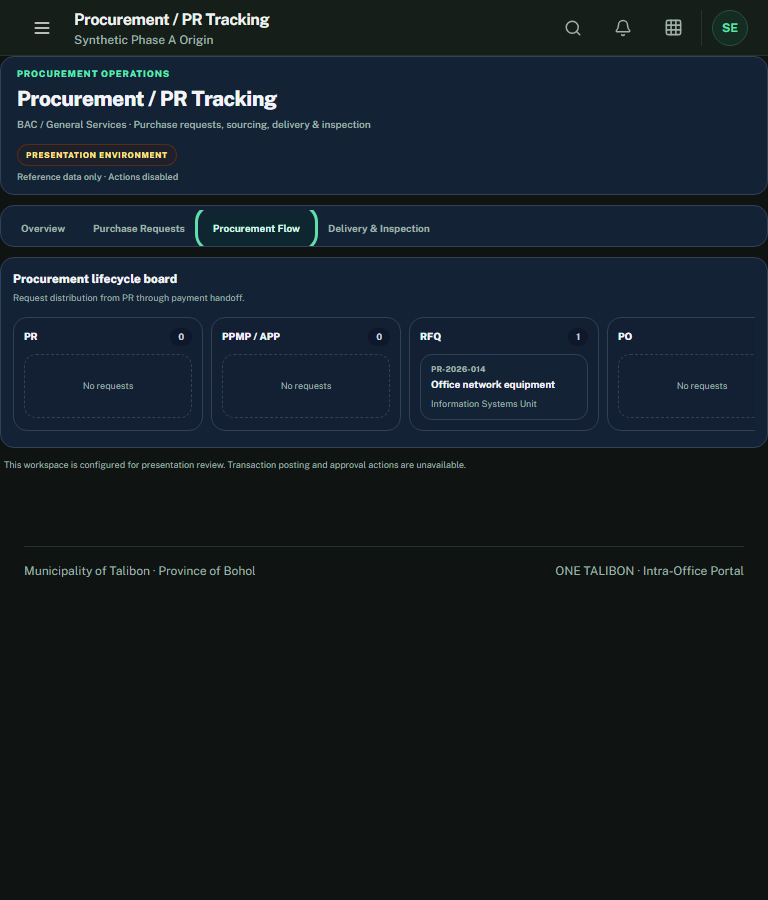 Procurement / PR Tracking
Synthetic Phase A Origin
SE
PROCUREMENT OPERATIONS
Procurement / PR Tracking
BAC / General Services · Purchase requests, sourcing, delivery & inspection
PRESENTATION ENVIRONMENT
Reference data only · Actions disabled
Overview
Purchase Requests
Procurement Flow
Delivery & Inspection
Procurement lifecycle board
Request distribution from PR through payment handoff.
PR
0
No requests
PPMP / APP
0
No requests
RFQ
1
PR-2026-014
Office network equipment
Information Systems Unit
PO
No requests
This workspace is configured for presentation review. Transaction posting and approval actions are unavailable.
Municipality of Talibon · Province of Bohol
ONE TALIBON · Intra-Office Portal